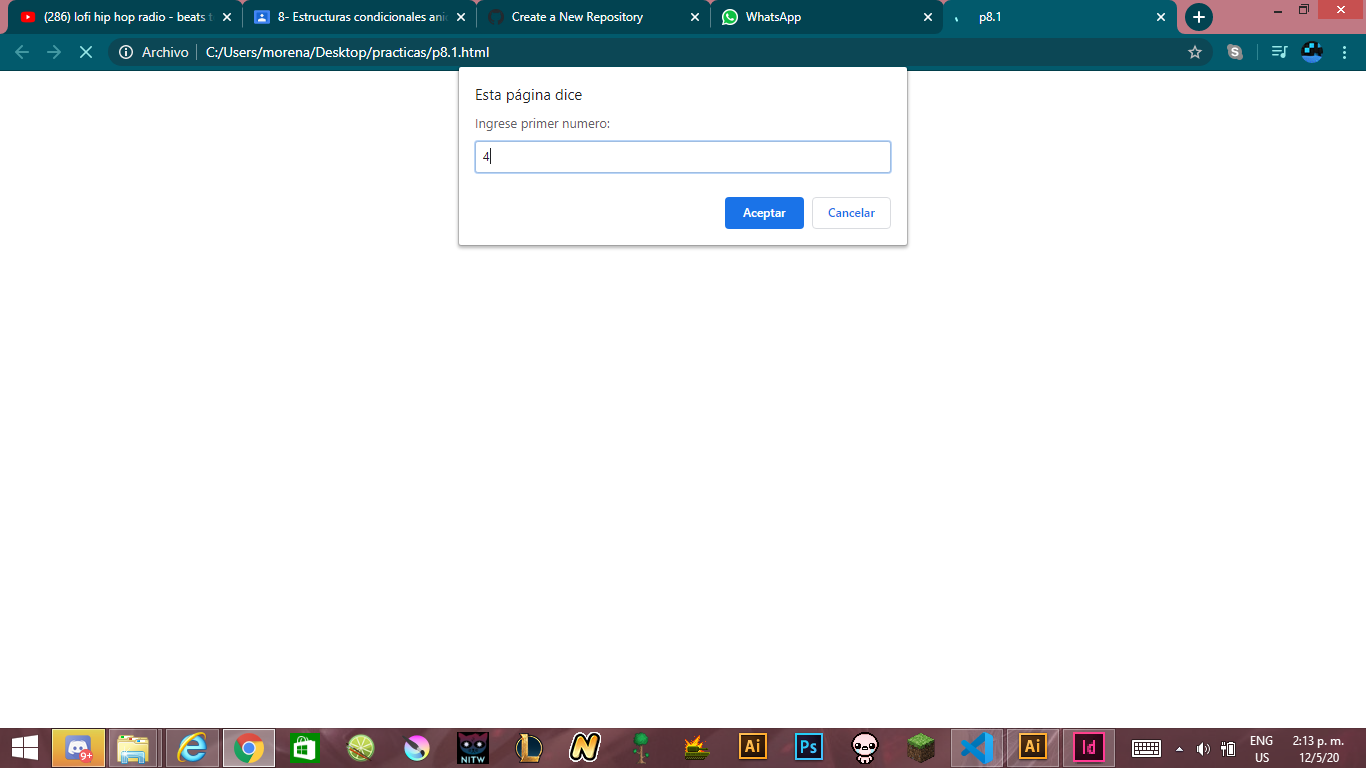 (286) lofi hip hop radio - beats t
8- Estructuras condicionales ani
Create a New Repository
WhatsApp
p8.1
Archivo
C:/Users/morena/Desktop/practicas/p8.1.html
Esta página dice
Ingrese primer numero:
4
Aceptar
Cancelar
9+
NITW
L
N
Ai
Ps
Ai
Id
ENG
US
2:13 p. m.
12/5/20